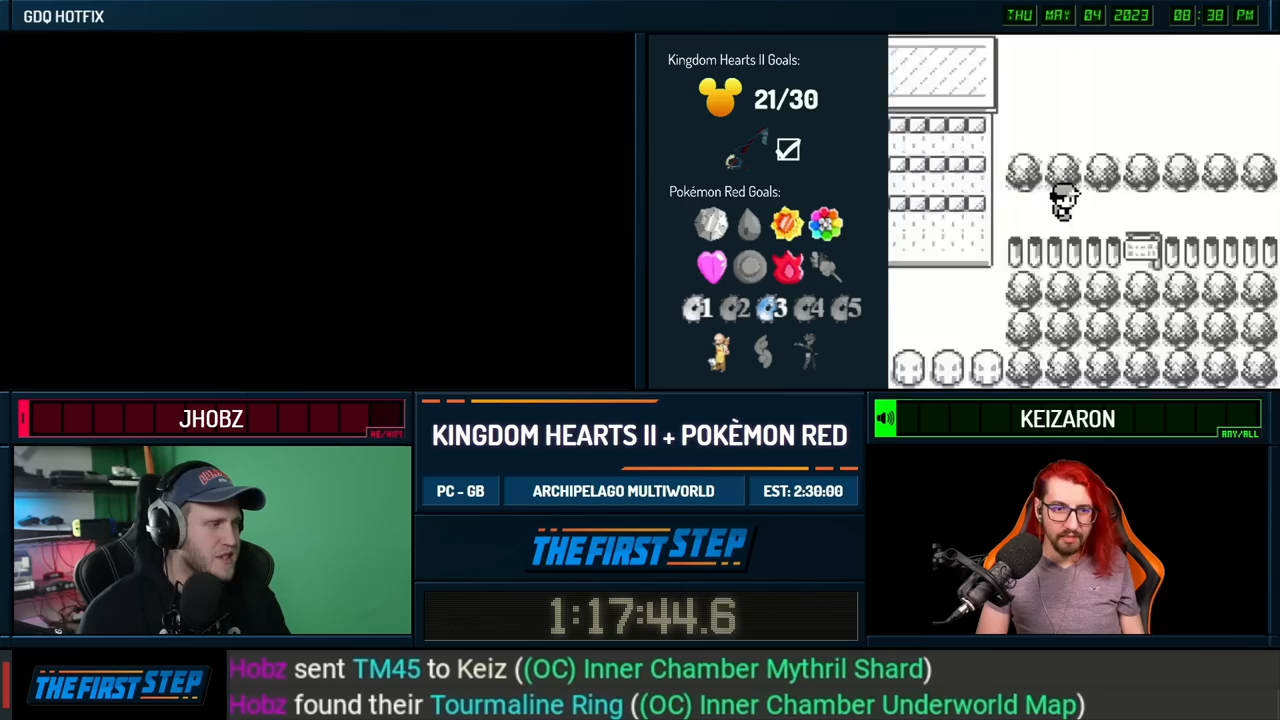 GDQ HOTFIX
THU MAY 04 2023 08:38 PM
Kingdom Hearts II Goals:
21/30
Pokémon Red Goals:
1 2 3 4 5
JHOBZ
HE/HIM
KINGDOM HEARTS II + POKÈMON RED
KEIZARON
ANY/ALL
PC - GB
ARCHIPELAGO MULTIWORLD
EST: 2:30:00
THE FIRST STEP
1:17:44.6
THE FIRST STEP
Hobz sent TM45 to Keiz ((OC) Inner Chamber Mythril Shard)
Hobz found their Tourmaline Ring ((OC) Inner Chamber Underworld Map)